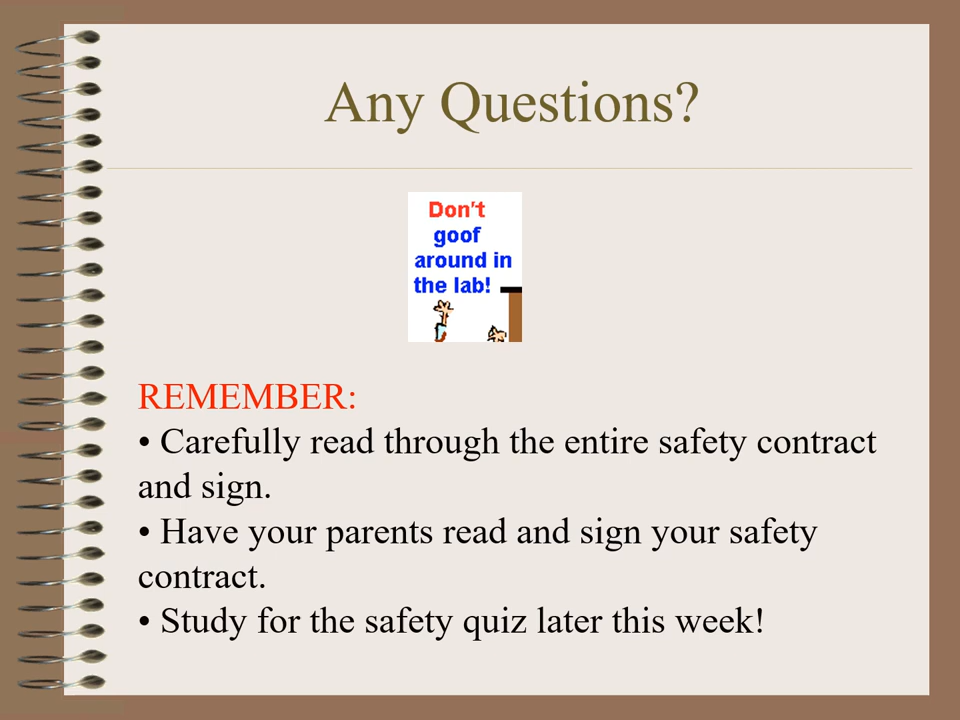 Any Questions?
Don't
goof
around in
the lab!
REMEMBER:
• Carefully read through the entire safety contract
and sign.
• Have your parents read and sign your safety
contract.
• Study for the safety quiz later this week!